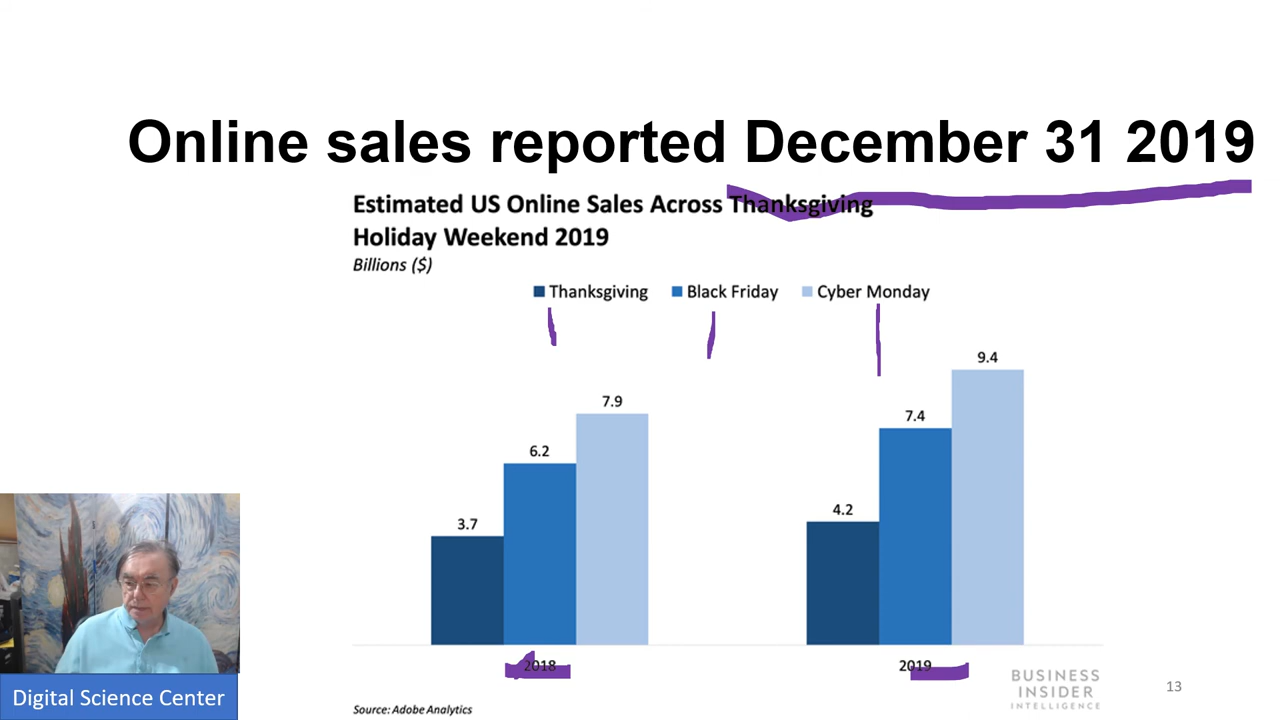 Online sales reported December 31 2019
Estimated US Online Sales Across Thanksgiving
Holiday Weekend 2019
Billions ($)
Thanksgiving Black Friday Cyber Monday
9.4
7.9
7.4
6.2
4.2
3.7
2018 2019
BUSINESS
INSIDER
INTELLIGENCE
13
Digital Science Center
Source: Adobe Analytics